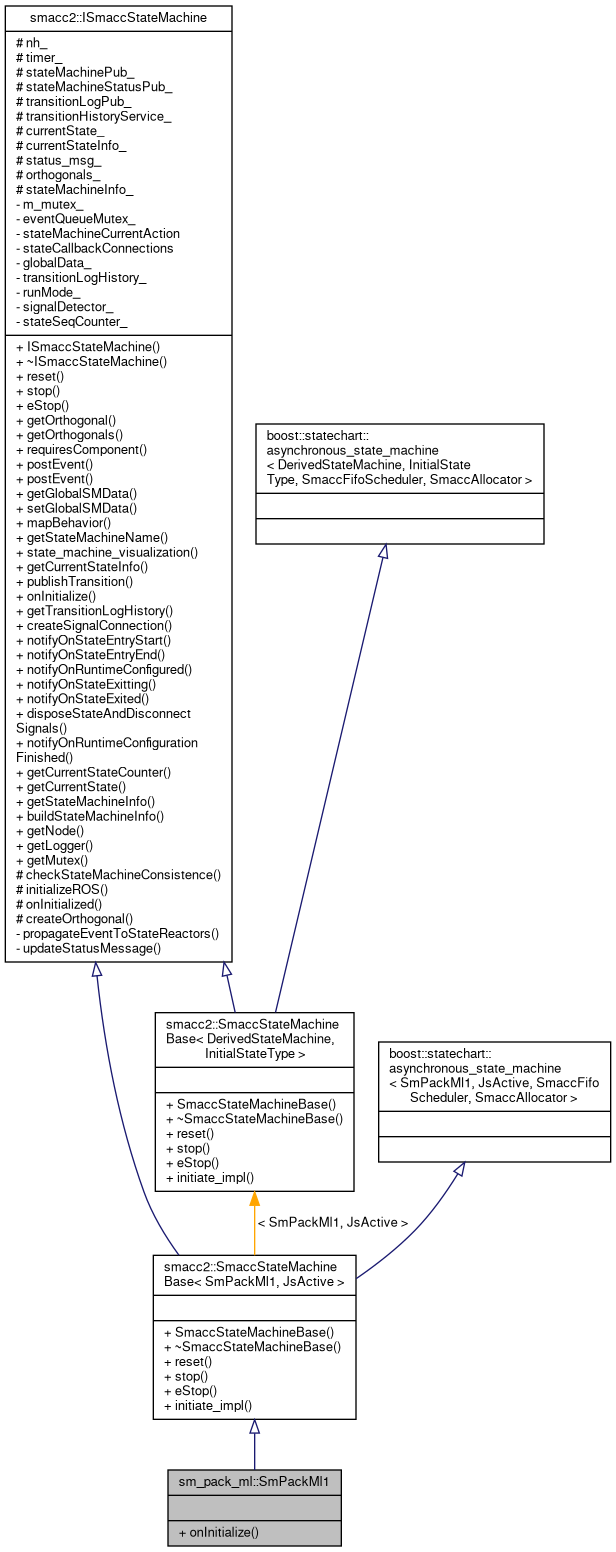 smacc2::ISmaccStateMachine
# nh_
# timer_
# stateMachinePub_
# stateMachineStatusPub_
# transitionLogPub_
# transitionHistoryService_
# currentState_
# currentStateInfo_
# status_msg_
# orthogonals_
# stateMachineInfo_
- m_mutex_
- eventQueueMutex_
- stateMachineCurrentAction
- stateCallbackConnections
- globalData_
- transitionLogHistory_
- runMode_
- signalDetector_
- stateSeqCounter_
+ ISmaccStateMachine()
+ ~ISmaccStateMachine()
+ reset()
+ stop()
+ eStop()
+ getOrthogonal()
+ getOrthogonals()
+ requiresComponent()
+ postEvent()
+ postEvent()
+ getGlobalSMData()
+ setGlobalSMData()
+ mapBehavior()
+ getStateMachineName()
+ state_machine_visualization()
+ getCurrentStateInfo()
+ publishTransition()
+ onInitialize()
+ getTransitionLogHistory()
+ createSignalConnection()
+ notifyOnStateEntryStart()
+ notifyOnStateEntryEnd()
+ notifyOnRuntimeConfigured()
+ notifyOnStateExitting()
+ notifyOnStateExited()
+ disposeStateAndDisconnect
Signals()
+ notifyOnRuntimeConfiguration
Finished()
+ getCurrentStateCounter()
+ getCurrentState()
+ getStateMachineInfo()
+ buildStateMachineInfo()
+ getNode()
+ getLogger()
+ getMutex()
# checkStateMachineConsistence()
# initializeROS()
# onInitialized()
# createOrthogonal()
- propagateEventToStateReactors()
- updateStatusMessage()
boost::statechart::
asynchronous_state_machine
< DerivedStateMachine, InitialState
Type, SmaccFifoScheduler, SmaccAllocator >
smacc2::SmaccStateMachine
Base< DerivedStateMachine,
InitialStateType >
+ SmaccStateMachineBase()
+ ~SmaccStateMachineBase()
+ reset()
+ stop()
+ eStop()
+ initiate_impl()
boost::statechart::
asynchronous_state_machine
< SmPackMl1, JsActive, SmaccFifo
Scheduler, SmaccAllocator >
< SmPackMl1, JsActive >
smacc2::SmaccStateMachine
Base< SmPackMl1, JsActive >
+ SmaccStateMachineBase()
+ ~SmaccStateMachineBase()
+ reset()
+ stop()
+ eStop()
+ initiate_impl()
sm_pack_ml::SmPackMl1
+ onInitialize()